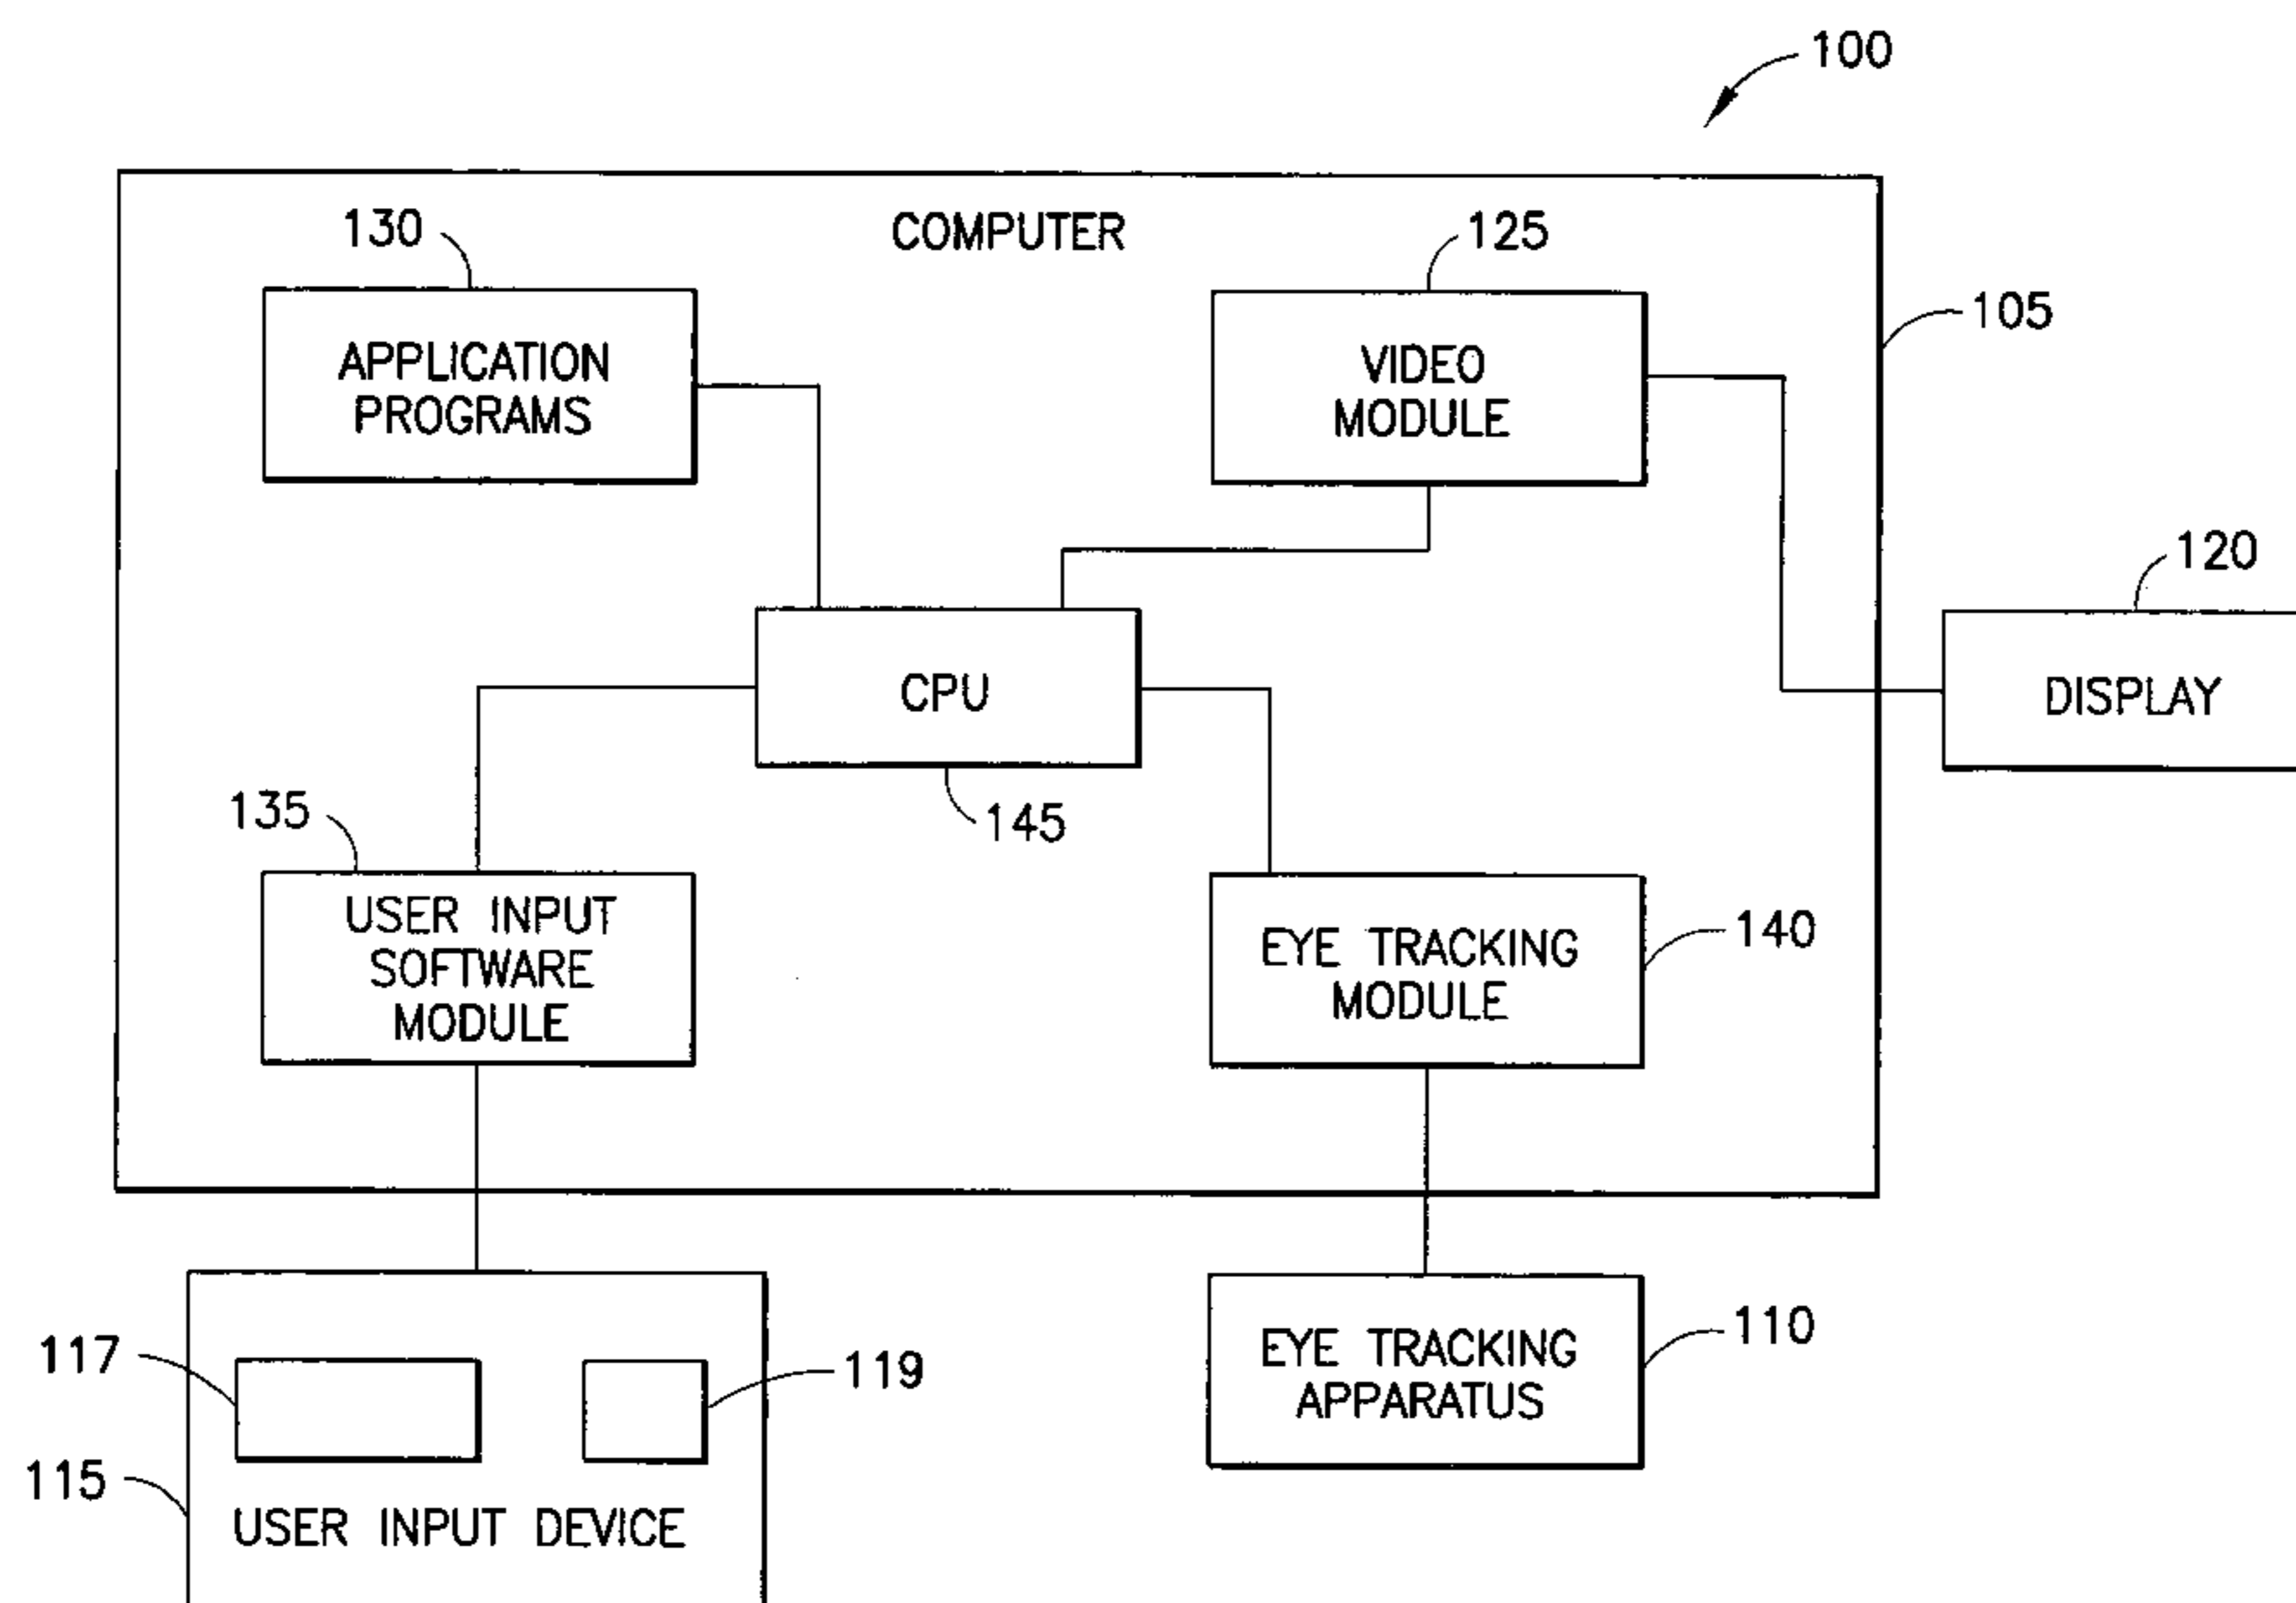 100
COMPUTER
130
125
105
APPLICATION
PROGRAMS
VIDEO
MODULE
120
CPU
DISPLAY
135
145
USER INPUT
SOFTWARE
MODULE
EYE TRACKING
MODULE
140
117
119
EYE TRACKING
APPARATUS
110
115
USER INPUT DEVICE